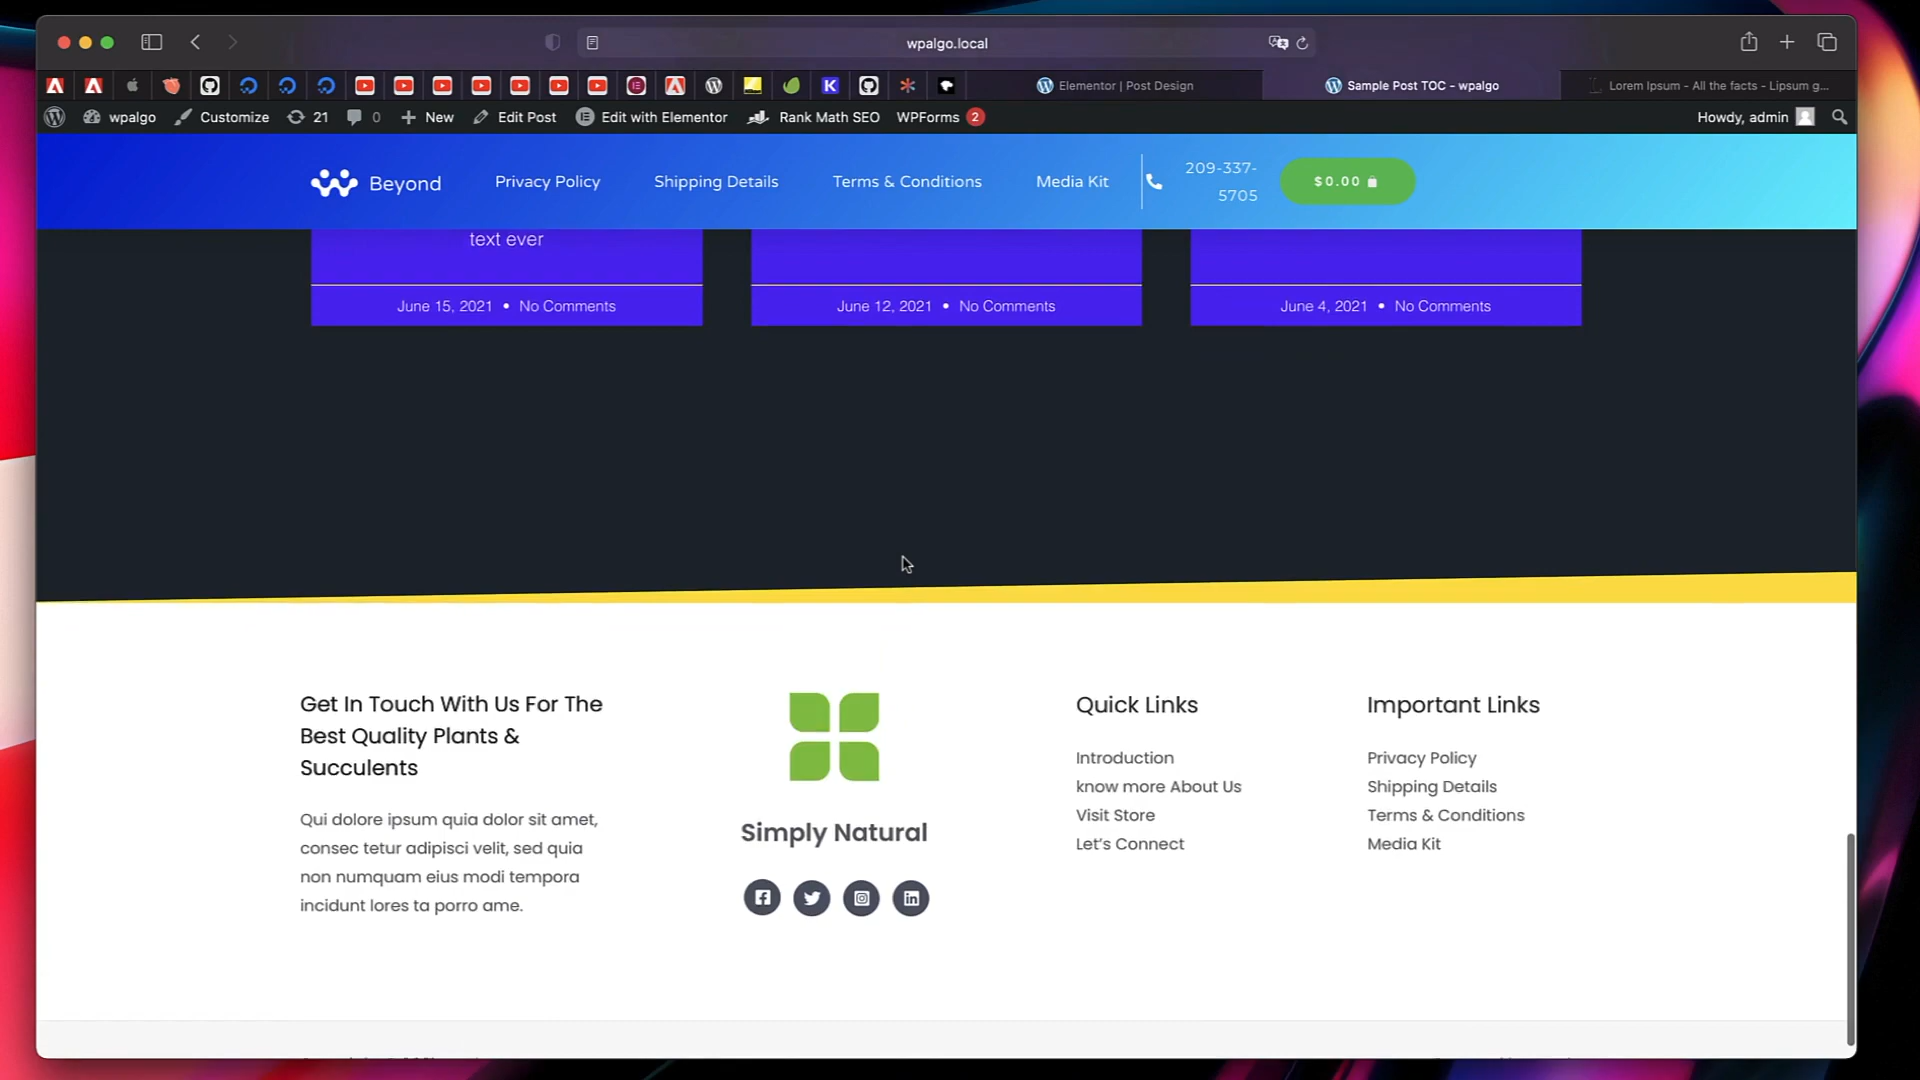 wpalgo.local
Elementor | Post Design
Sample Post TOC - wpalgo
Lorem Ipsum - All the facts - Lipsum g...
wpalgo
Customize
21
0
New
Edit Post
Edit with Elementor
Rank Math SEO
WPForms 2
Howdy, admin
Beyond
Privacy Policy
Shipping Details
Terms & Conditions
Media Kit
209-337-
5705
$0.00
text ever
June 15, 2021 • No Comments
June 12, 2021 • No Comments
June 4, 2021 • No Comments
Get In Touch With Us For The
Best Quality Plants &
Succulents
Qui dolore ipsum quia dolor sit amet,
consec tetur adipisci velit, sed quia
non numquam eius modi tempora
incidunt lores ta porro ame.
Simply Natural
Quick Links
Introduction
know more About Us
Visit Store
Let's Connect
Important Links
Privacy Policy
Shipping Details
Terms & Conditions
Media Kit